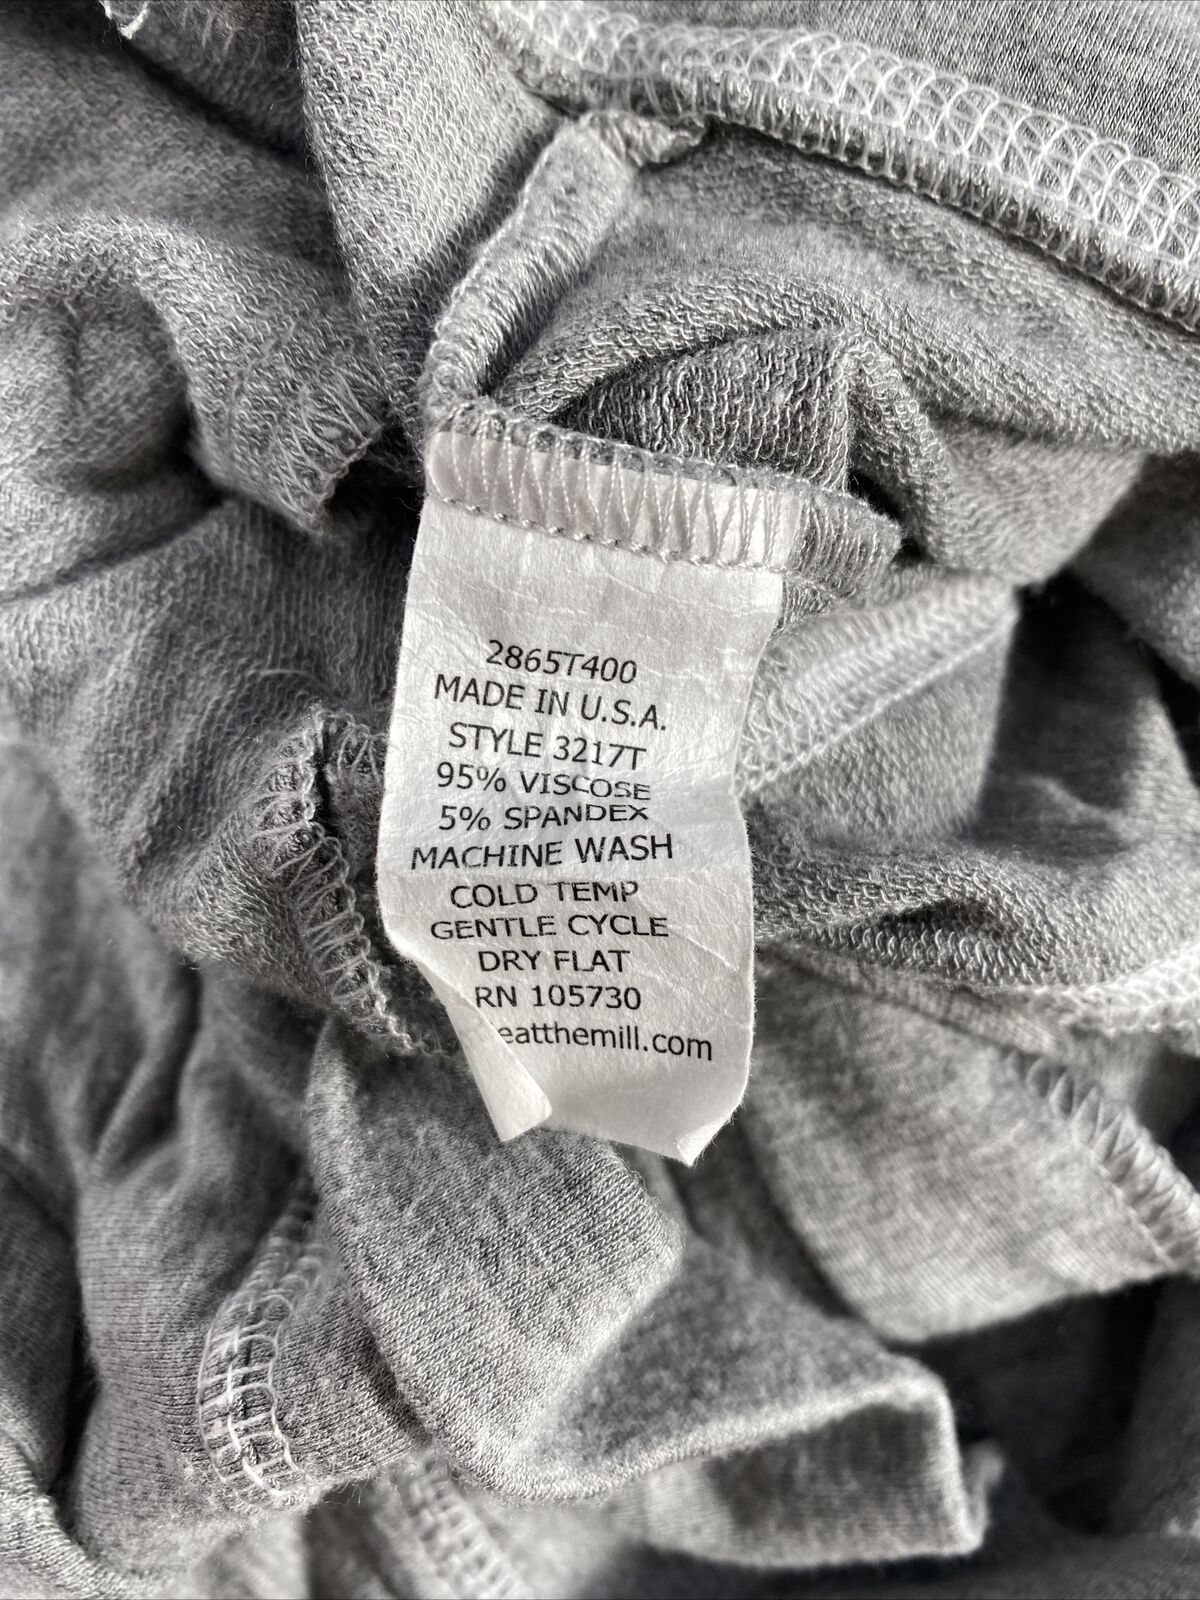 2865T400
MADE IN U.S.A.
STYLE 3217T
95% VISCOSE
5% SPANDEX
MACHINE WASH
COLD TEMP
GENTLE CYCLE
DRY FLAT
RN 105730
eatthemill.com